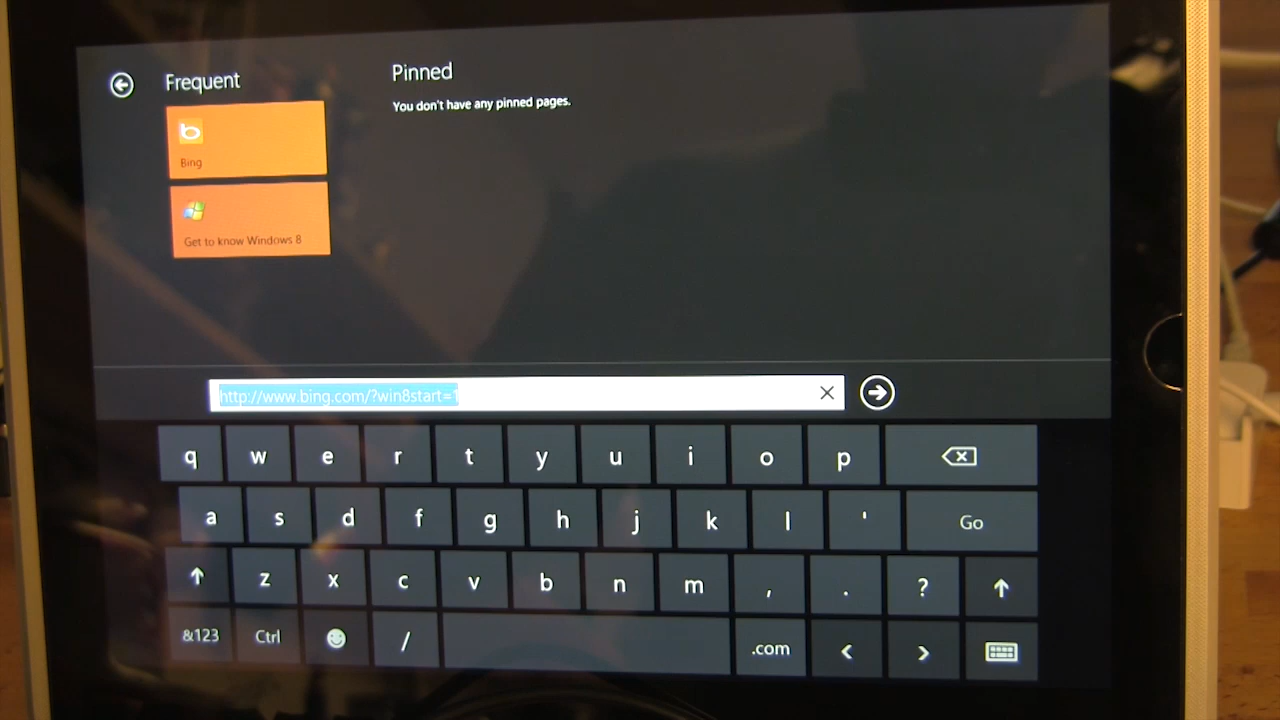 Frequent
Pinned
You don't have any pinned pages.
Bing
Get to know Windows 8
http://www.bing.com/?win8start=1
q w e r t y u i o p
a s d f g h j k l ' Go
z x c v b n m , . ?
&123 Ctrl / .com < >